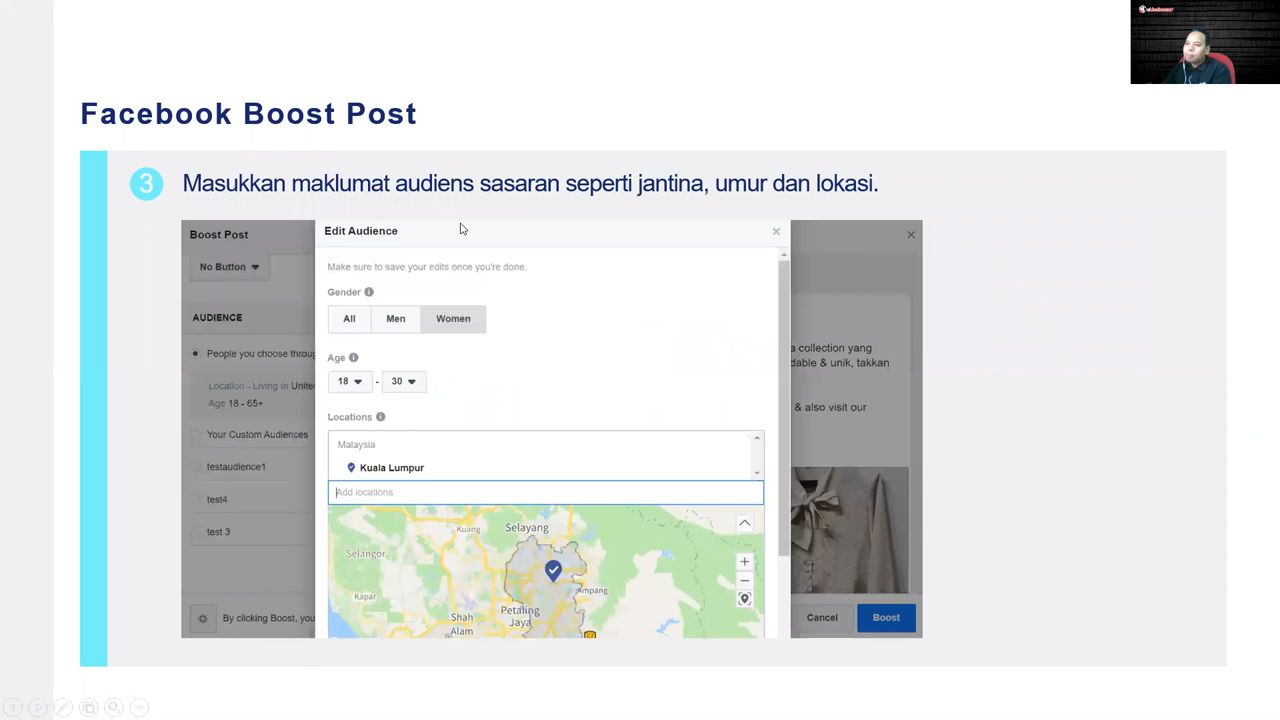 Facebook Boost Post
3 Masukkan maklumat audiens sasaran seperti jantina, umur dan lokasi.
Boost Post
No Button
AUDIENCE
People you choose throu
Location - Living in Unite
Age 18 - 65+
Your Custom Audiences
testaudience1
test4
test 3
By clicking Boost, you
Edit Audience
Make sure to save your edits once you're done.
Gender
All Men Women
Age
18 - 30
Locations
Malaysia
Kuala Lumpur
Add locations
Kuang
Selayang
Selangor
Ampang
Kapar
Petaling
Jaya
Shah
Alam
a collection yang
dable & unik, takkan
& also visit our
Cancel Boost